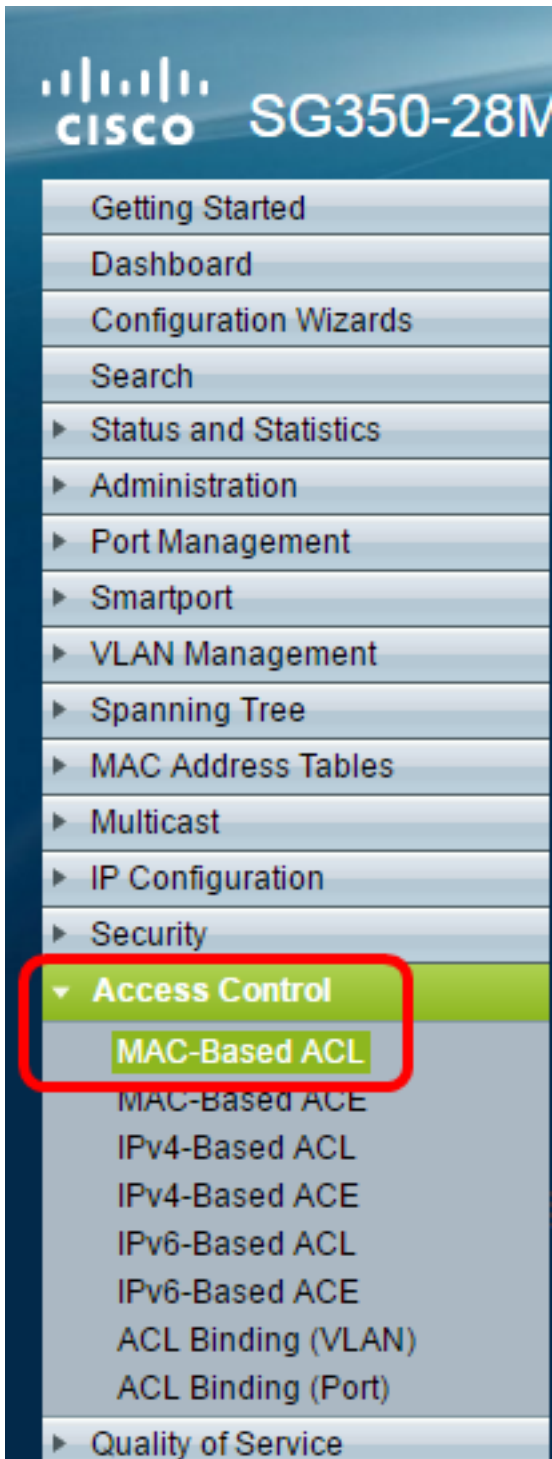 CISCO SG350-28M
Getting Started
Dashboard
Configuration Wizards
Search
Status and Statistics
Administration
Port Management
Smartport
VLAN Management
Spanning Tree
MAC Address Tables
Multicast
IP Configuration
Security
Access Control
MAC-Based ACL
MAC-Based ACE
IPv4-Based ACL
IPv4-Based ACE
IPv6-Based ACL
IPv6-Based ACE
ACL Binding (VLAN)
ACL Binding (Port)
Quality of Service